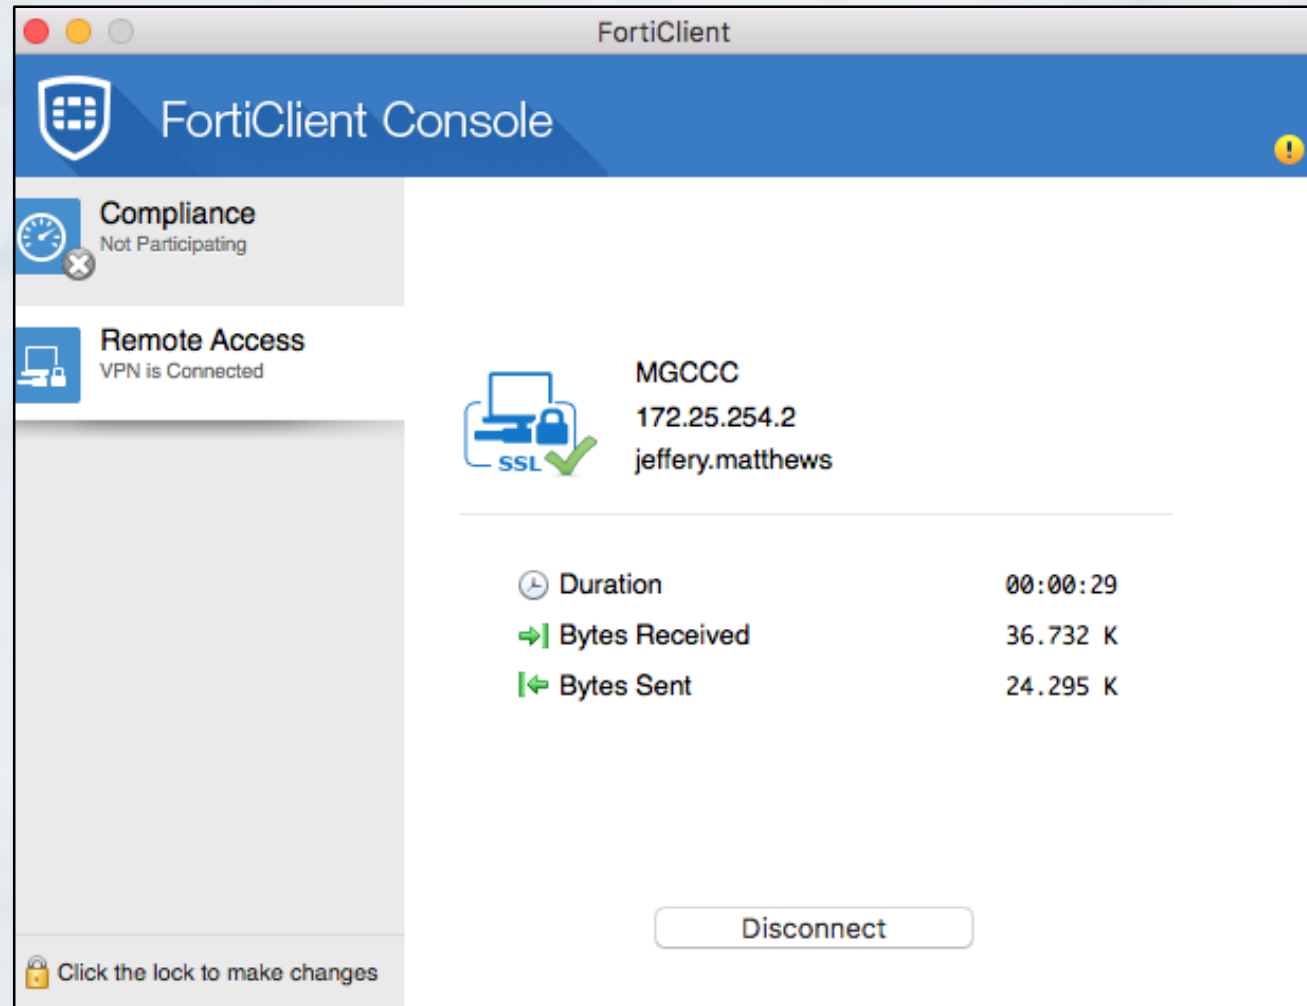 FortiClient
FortiClient Console
Compliance
Not Participating
Remote Access
VPN is Connected
MGCCC
172.25.254.2
jeffery.matthews
SSL
Duration 00:00:29
Bytes Received 36.732 K
Bytes Sent 24.295 K
Disconnect
Click the lock to make changes